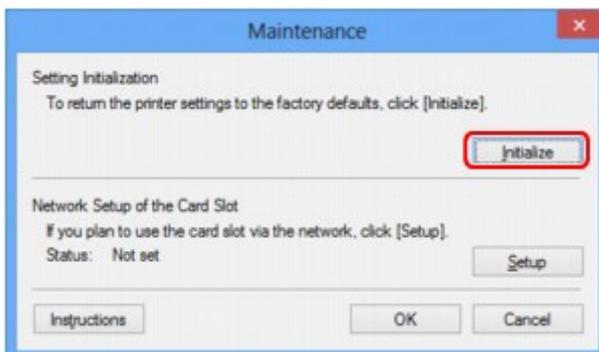 Maintenance
Setting Initialization
To return the printer settings to the factory defaults, click [Initialize].
Initialize
Network Setup of the Card Slot
If you plan to use the card slot via the network, click [Setup].
Status: Not set
Setup
Instructions OK Cancel